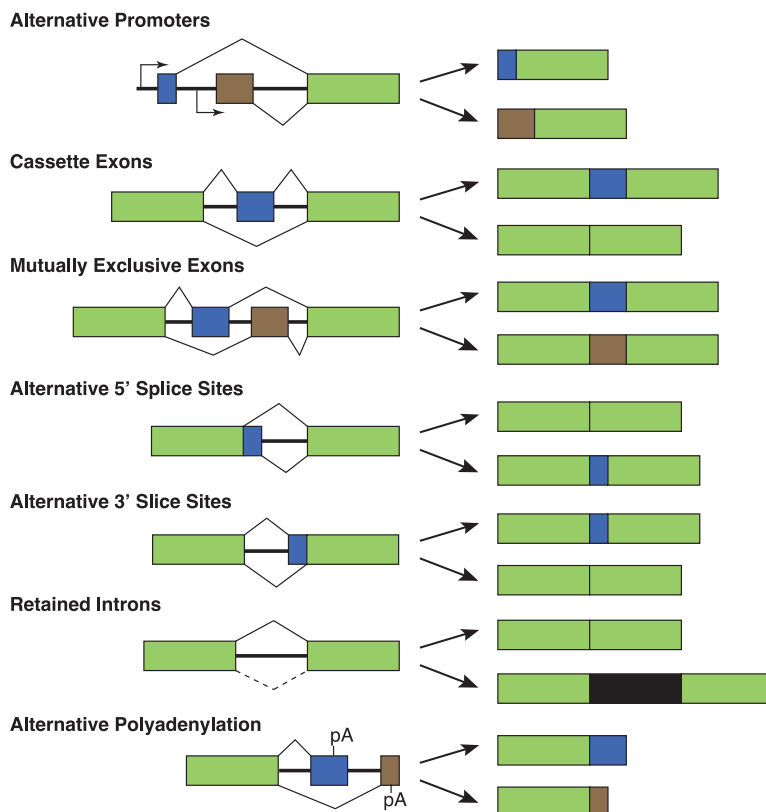 Alternative Promoters
Cassette Exons
Mutually Exclusive Exons
Alternative 5’ Splice Sites
Alternative 3’ Slice Sites
Retained Introns
Alternative Polyadenylation
pA
pA